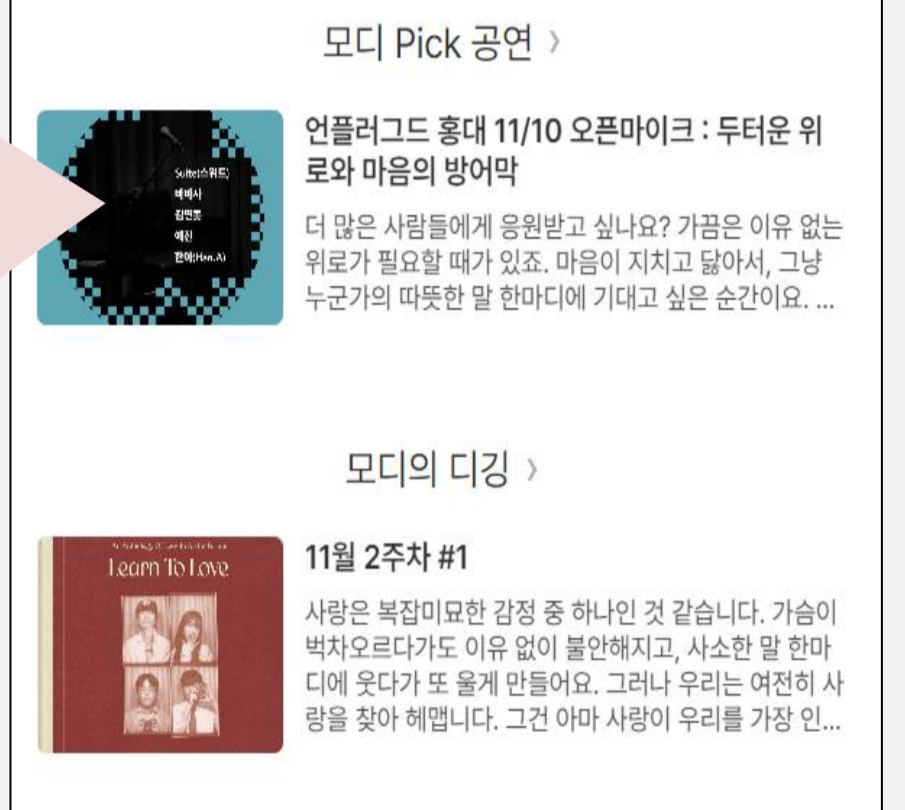 모디 Pick 공연 >
Suite(스위트)
배비사
김연못
예진
한아(Han.A)
언플러그드 홍대 11/10 오픈마이크 : 두터운 위
로와 마음의 방어막
더 많은 사람들에게 응원받고 싶나요? 가끔은 이유 없는
위로가 필요할 때가 있죠. 마음이 지치고 닳아서, 그냥
누군가의 따뜻한 말 한마디에 기대고 싶은 순간이요. ...
모디의 디깅 >
Learn To Love
11월 2주차 #1
사랑은 복잡미묘한 감정 중 하나인 것 같습니다. 가슴이
벅차오르다가도 이유 없이 불안해지고, 사소한 말 한마
디에 웃다가 또 울게 만들어요. 그러나 우리는 여전히 사
랑을 찾아 헤맵니다. 그건 아마 사랑이 우리를 가장 인...